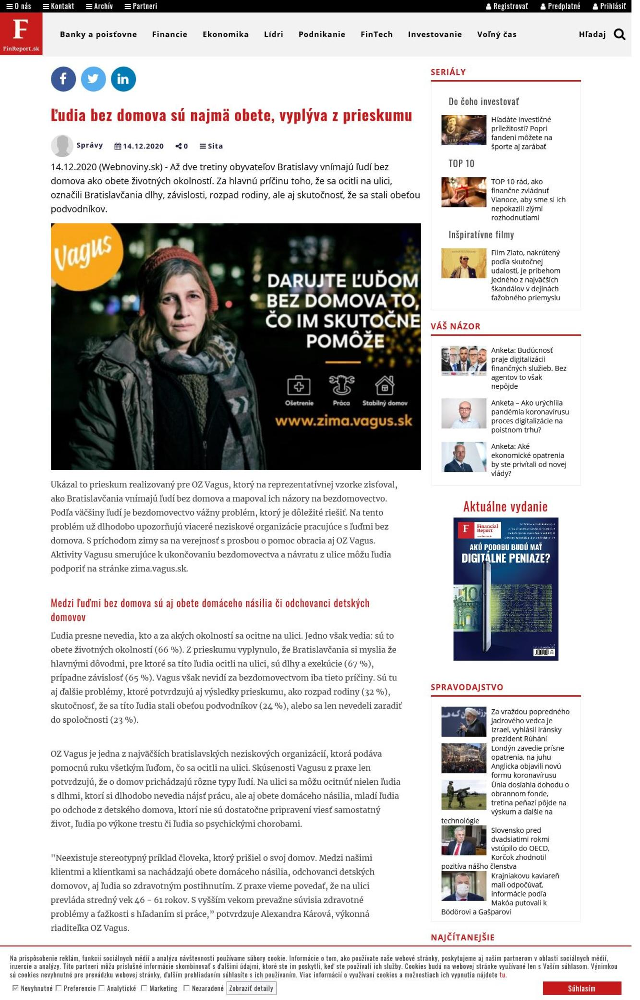 O nás Kontakt Archív Partneri Registrovať Predplatné Prihlásiť
F
FinReport.sk
Banky a poisťovne Financie Ekonomika Lídri Podnikanie FinTech Investovanie Voľný čas Hľadaj
Ľudia bez domova sú najmä obete, vyplýva z prieskumu
Správy 14.12.2020 0 Sita
14.12.2020 (Webnoviny.sk) - Až dve tretiny obyvateľov Bratislavy vnímajú ľudí bez
domova ako obete životných okolností. Za hlavnú príčinu toho, že sa ocitli na ulici,
označili Bratislavčania dlhy, závislosti, rozpad rodiny, ale aj skutočnosť, že sa stali obeťou
podvodníkov.
Vagus
DARUJTE ĽUĎOM
BEZ DOMOVA TO,
ČO IM SKUTOČNE
POMÔŽE
Ošetrenie Práca Stabilný domov
www.zima.vagus.sk
Ukázal to prieskum realizovaný pre OZ Vagus, ktorý na reprezentatívnej vzorke zisťoval,
ako Bratislavčania vnímajú ľudí bez domova a mapoval ich názory na bezdomovectvo.
Podľa väčšiny ľudí je bezdomovectvo vážny problém, ktorý je dôležité riešiť. Na tento
problém už dlhodobo upozorňujú viaceré neziskové organizácie pracujúce s ľuďmi bez
domova. S príchodom zimy sa na verejnosť s prosbou o pomoc obracia aj OZ Vagus.
Aktivity Vagusu smerujúce k ukončovaniu bezdomovectva a návratu z ulice môžu ľudia
podporiť na stránke zima.vagus.sk.
Medzi ľuďmi bez domova sú aj obete domáceho násilia či odchovanci detských
domovov
Ľudia presne nevedia, kto a za akých okolností sa ocitne na ulici. Jedno však vedia: sú to
obete životných okolností (66 %). Z prieskumu vyplynulo, že Bratislavčania si myslia že
hlavnými dôvodmi, pre ktoré sa títo ľudia ocitli na ulici, sú dlhy a exekúcie (67 %),
prípadne závislosť (65 %). Vagus však nevidí za bezdomovectvom iba tieto príčiny. Sú tu
aj ďalšie problémy, ktoré potvrdzujú aj výsledky prieskumu, ako rozpad rodiny (32 %),
skutočnosť, že sa títo ľudia stali obeťou podvodníkov (24 %), alebo sa len nevedeli zaradiť
do spoločnosti (23 %).
OZ Vagus je jedna z najväčších bratislavských neziskových organizácií, ktorá podáva
pomocnú ruku všetkým ľuďom, čo sa ocitli na ulici. Skúsenosti Vagusu z praxe len
potvrdzujú, že o domov prichádzajú rôzne typy ľudí. Na ulici sa môžu ocitnúť nielen ľudia
s dlhmi, ktorí si dlhodobo nevedia nájsť prácu, ale aj obete domáceho násilia, mladí ľudia
po odchode z detského domova, ktorí nie sú dostatočne pripravení viesť samostatný
život, ľudia po výkone trestu či ľudia so psychickými chorobami.
"Neexistuje stereotypný príklad človeka, ktorý prišiel o svoj domov. Medzi našimi
klientmi a klientkami sa nachádzajú obete domáceho násilia, odchovanci detských
domovov, aj ľudia so zdravotným postihnutím. Z praxe vieme povedať, že na ulici
prevláda stredný vek 46 - 61 rokov. S vyšším vekom prevažne súvisia zdravotné
problémy a ťažkosti s hľadaním si práce,” potvrdzuje Alexandra Kárová, výkonná
riaditeľka OZ Vagus.
SERIÁLY
Do čoho investovať
Hľadáte investičné
príležitosti? Popri
fandení môžete na
športe aj zarábať
TOP 10
TOP 10 rád, ako
finančne zvládnuť
Vianoce, aby sme si ich
nepokazili zlými
rozhodnutiami
Inšpiratívne filmy
Film Zlato, nakrútený
podľa skutočnej
udalosti, je príbehom
jedného z najväčších
škandálov v dejinách
ťažobného priemyslu
VÁŠ NÁZOR
Anketa: Budúcnosť
praje digitalizácii
finančných služieb. Bez
agentov to však
nepôjde
Anketa – Ako urýchlila
pandémia koronavírusu
proces digitalizácie na
poistnom trhu?
Anketa: Aké
ekonomické opatrenia
by ste privítali od novej
vlády?
Aktuálne vydanie
F Financial
Report
AKÚ PODOBU BUDÚ MAŤ
DIGITÁLNE PENIAZE?
10
SPRAVODAJSTVO
Za vraždou popredného
jadrového vedca je
Izrael, vyhlásil iránsky
prezident Rúhání
Londýn zavedie prísne
opatrenia, na juhu
Anglicka objavili novú
formu koronavírusu
Únia dosiahla dohodu o
obrannom fonde,
tretina peňazí pôjde na
výskum a ďalšie na
technológie
Slovensko pred
dvadsiatimi rokmi
vstúpilo do OECD,
Korčok zhodnotil
pozitíva nášho členstva
Krajniakovu kaviareň
mali odpočúvať,
informácie podľa
Makóa putovali k
Bödörovi a Gašparovi
NAJČÍTANEJŠIE
Na prispôsobenie reklám, funkcií sociálnych médií a analýzu návštevnosti používame súbory cookie. Informácie o tom, ako používate naše webové stránky, poskytujeme aj našim partnerom v oblasti sociálnych médií,
inzercie a analýzy. Títo partneri môžu príslušné informácie skombinovať s ďalšími údajmi, ktoré ste im poskytli, keď ste používali ich služby. Cookies budú na webovej stránke využívané len s Vaším súhlasom. Výnimkou
sú cookies nevyhnutné pre prevádzku webovej stránky, ďalším prehliadaním súhlasíte s ich používaním. Viac informácií o využívaní cookies a možnostiach ich vypnutia nájdete tu.
Nevyhnutné Preferencie Analytické Marketing Nezaradené Zobraziť detaily Súhlasím